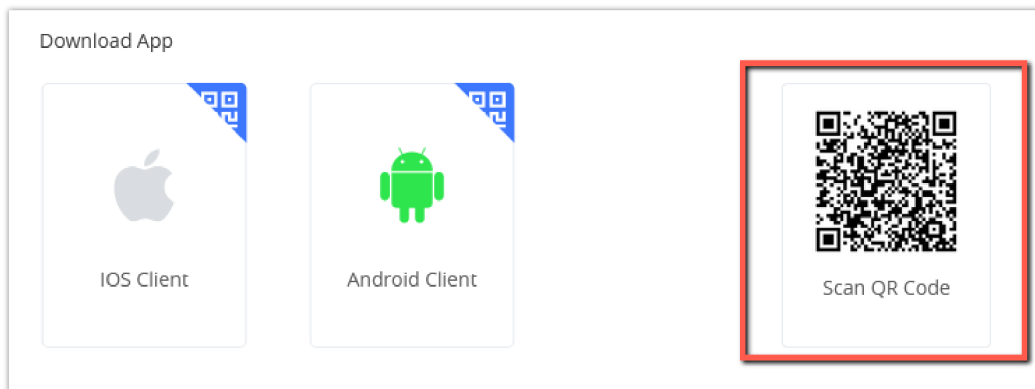 Download App
IOS Client
Android Client
Scan QR Code